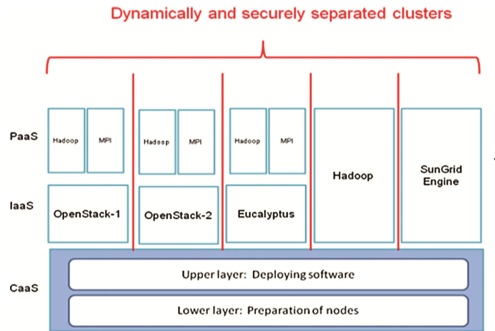 Dynamically and securely separated clusters
PaaS
Hadoop MPI Hadoop MPI Hadoop MPI
Hadoop
SunGrid
Engine
IaaS
OpenStack-1 OpenStack-2 Eucalyptus
CaaS
Upper layer: Deploying software
Lower layer: Preparation of nodes